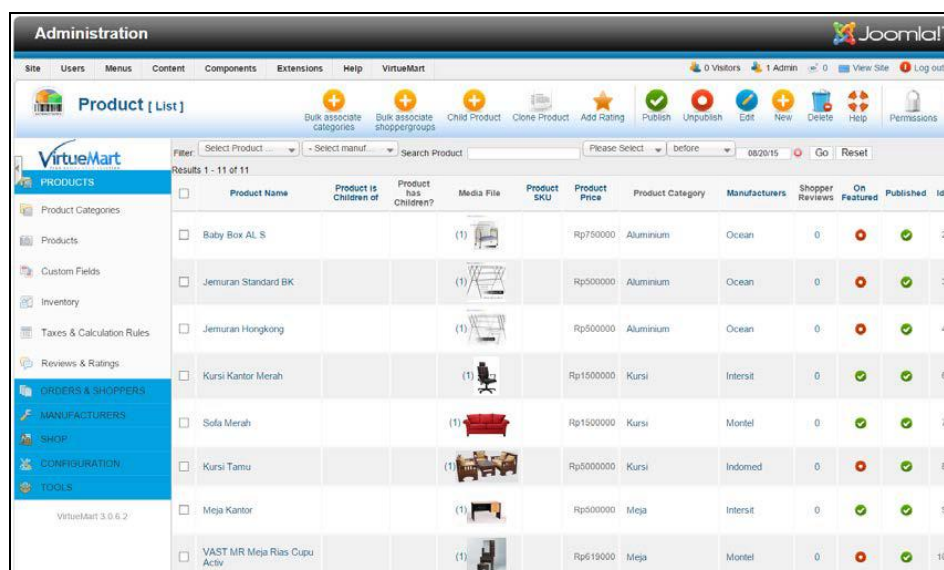 Administration
Joomla!
Site Users Menus Content Components Extensions Help VirtueMart 0 Visitors 1 Admin 0 View Site Log out
Product [ List ]
Bulk associate categories
Bulk associate shoppergroups
Child Product
Clone Product
Add Rating
Publish
Unpublish
Edit
New
Delete
Help
Permissions
VirtueMart
Filter: Select Product ... - Select manuf... Search Product Please Select before 08/20/15 Go Reset
Results 1 - 11 of 11
PRODUCTS
Product Categories
Products
Custom Fields
Inventory
Taxes & Calculation Rules
Reviews & Ratings
ORDERS & SHOPPERS
MANUFACTURERS
SHOP
CONFIGURATION
TOOLS
VirtueMart 3.0.6.2
Product Name Product is Children of Product has Children? Media File Product SKU Product Price Product Category Manufacturers Shopper Reviews On Featured Published Id
Baby Box AL S (1) Rp750000 Aluminium Ocean 0
Jemuran Standard BK (1) Rp500000 Aluminium Ocean 0
Jemuran Hongkong (1) Rp500000 Aluminium Ocean 0
Kursi Kantor Merah (1) Rp1500000 Kursi Intersit 0
Sofa Merah (1) Rp1500000 Kursi Montel 0
Kursi Tamu (1) Rp5000000 Kursi Indomed 0
Meja Kantor (1) Rp500000 Meja Intersit 0
VAST MR Meja Rias Cupu Activ (1) Rp619000 Meja Montel 0